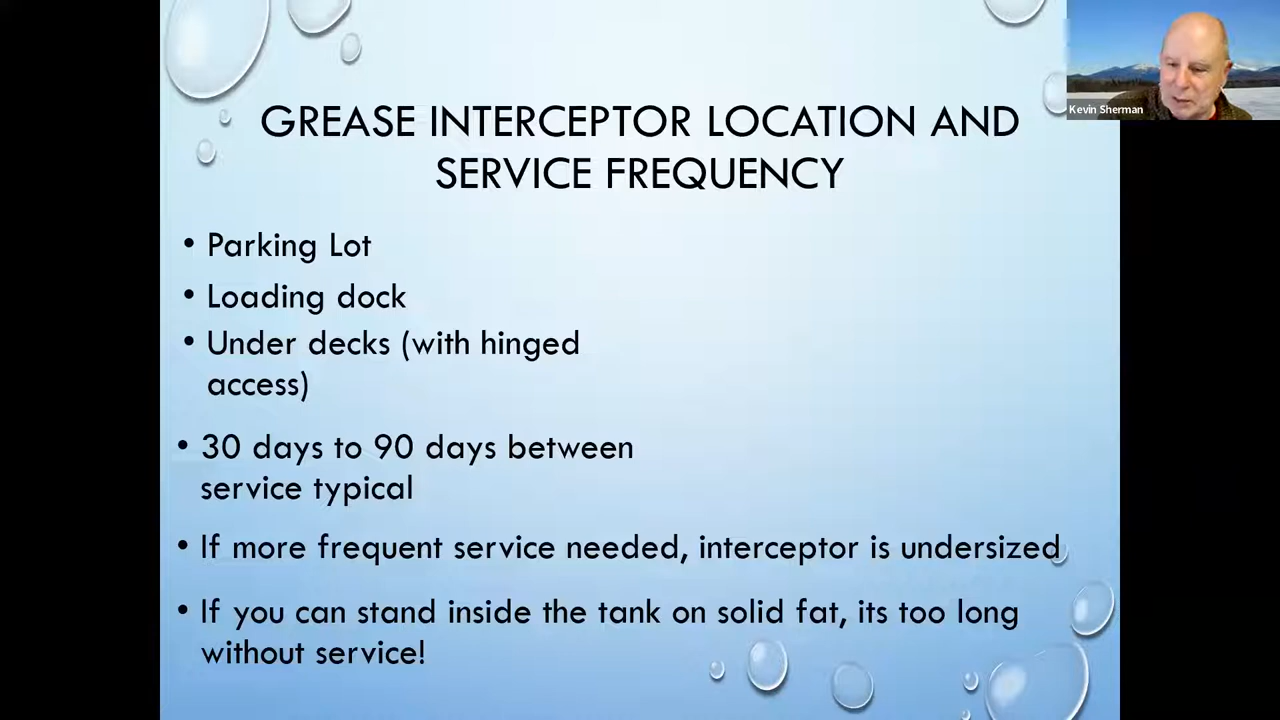 Kevin Sherman
GREASE INTERCEPTOR LOCATION AND
SERVICE FREQUENCY
• Parking Lot
• Loading dock
• Under decks (with hinged
access)
• 30 days to 90 days between
service typical
• If more frequent service needed, interceptor is undersized
• If you can stand inside the tank on solid fat, its too long
without service!